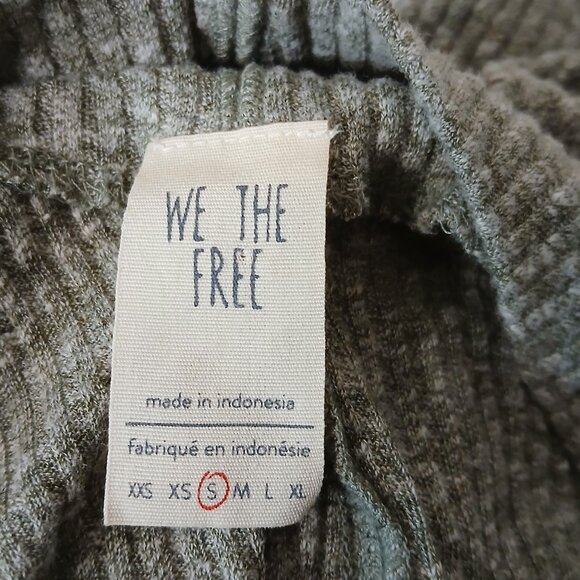 WE THE
FREE
made in indonesia
Fabriqué en indonésie
XXS XS S M L XL